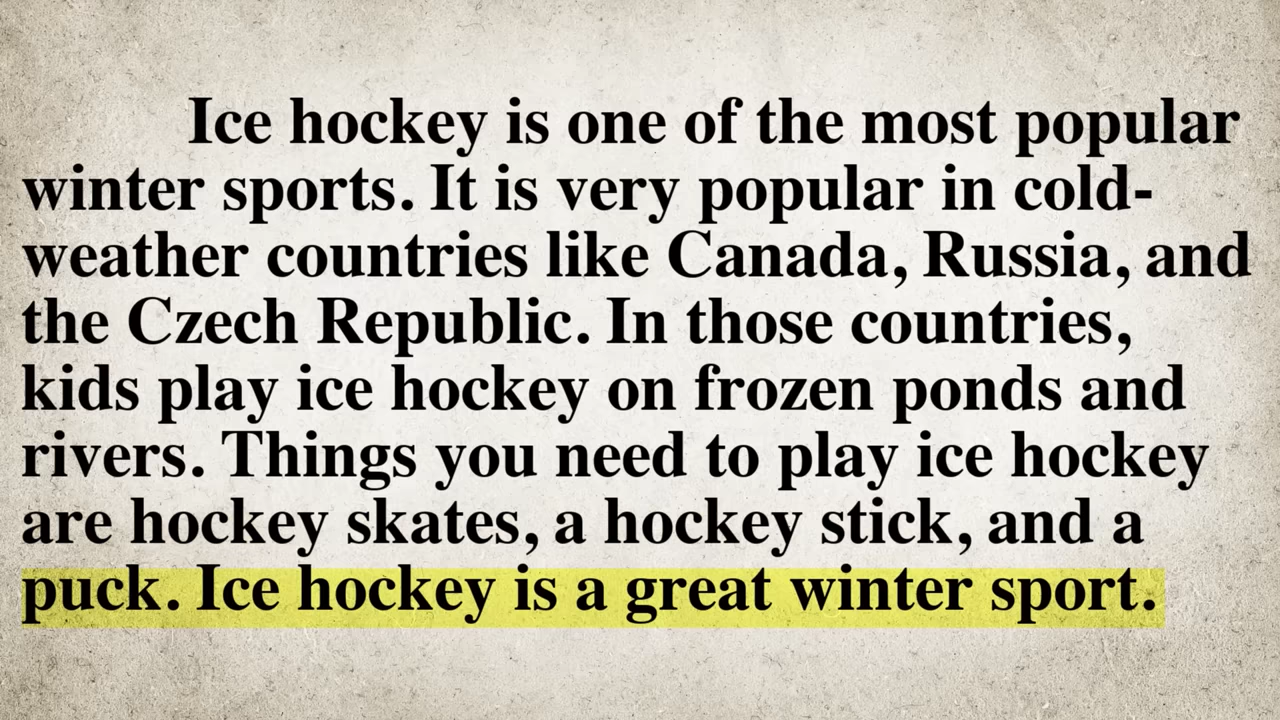 Ice hockey is one of the most popular
winter sports. It is very popular in cold-
weather countries like Canada, Russia, and
the Czech Republic. In those countries,
kids play ice hockey on frozen ponds and
rivers. Things you need to play ice hockey
are hockey skates, a hockey stick, and a
puck. Ice hockey is a great winter sport.